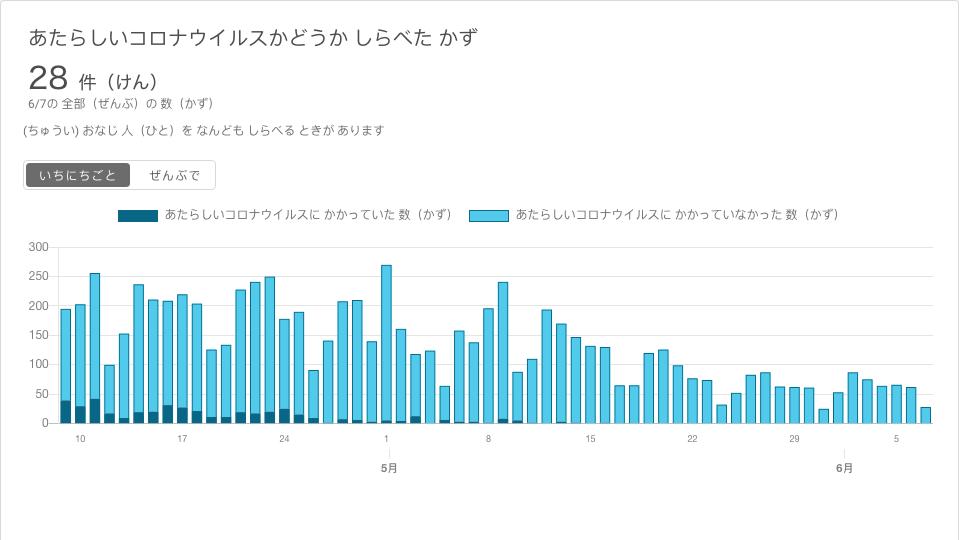 あたらしいコロナウイルスかどうか しらべた かず
28 件（けん）
6/7の 全部（ぜんぶ）の 数（かず）
(ちゅうい) おなじ 人（ひと）を なんども しらべる ときが あります
いちにちごと ぜんぶで
あたらしいコロナウイルスに かかっていた 数（かず） あたらしいコロナウイルスに かかっていなかった 数（かず）
300
250
200
150
100
50
0
10 17 24 1 8 15 22 29 5
5月 6月